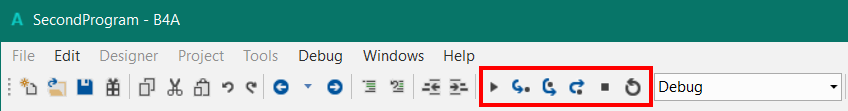 A SecondProgram - B4A
File Edit Designer Project Tools Debug Windows Help
Debug